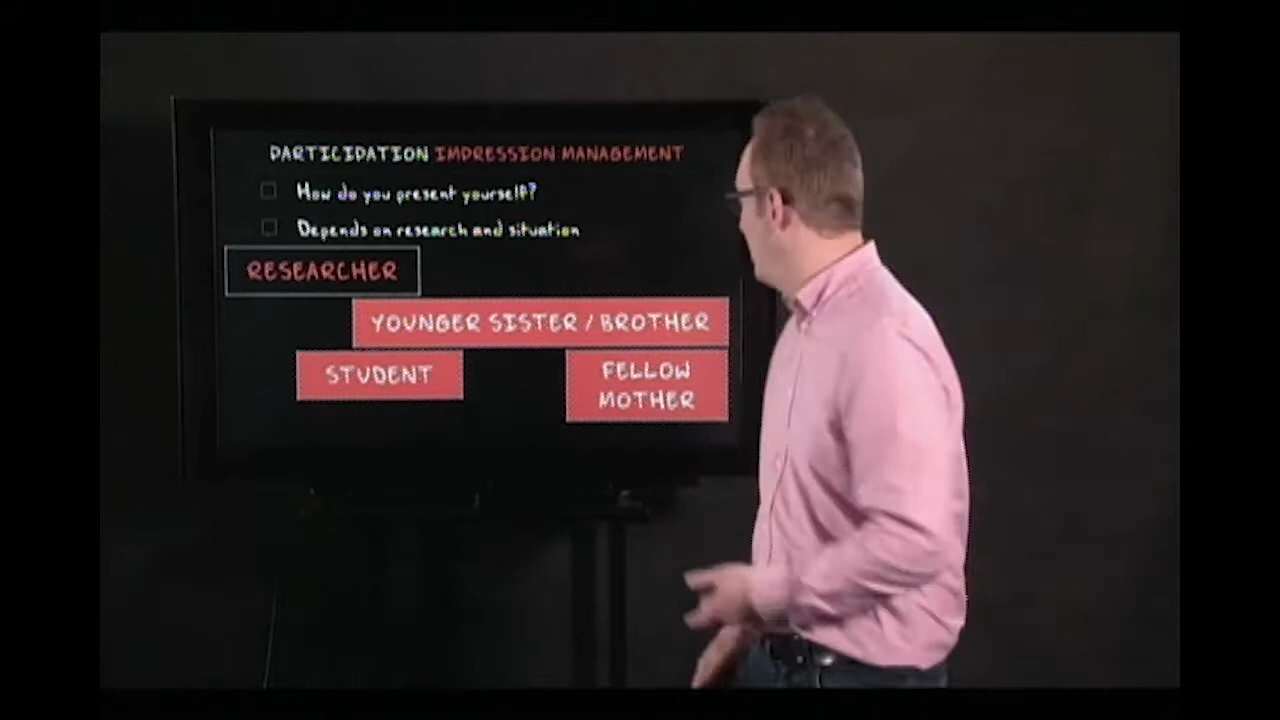 PARTICIPATION IMPRESSION MANAGEMENT
How do you present yourself?
Depends on research and situation
RESEARCHER
YOUNGER SISTER / BROTHER
STUDENT
FELLOW
MOTHER